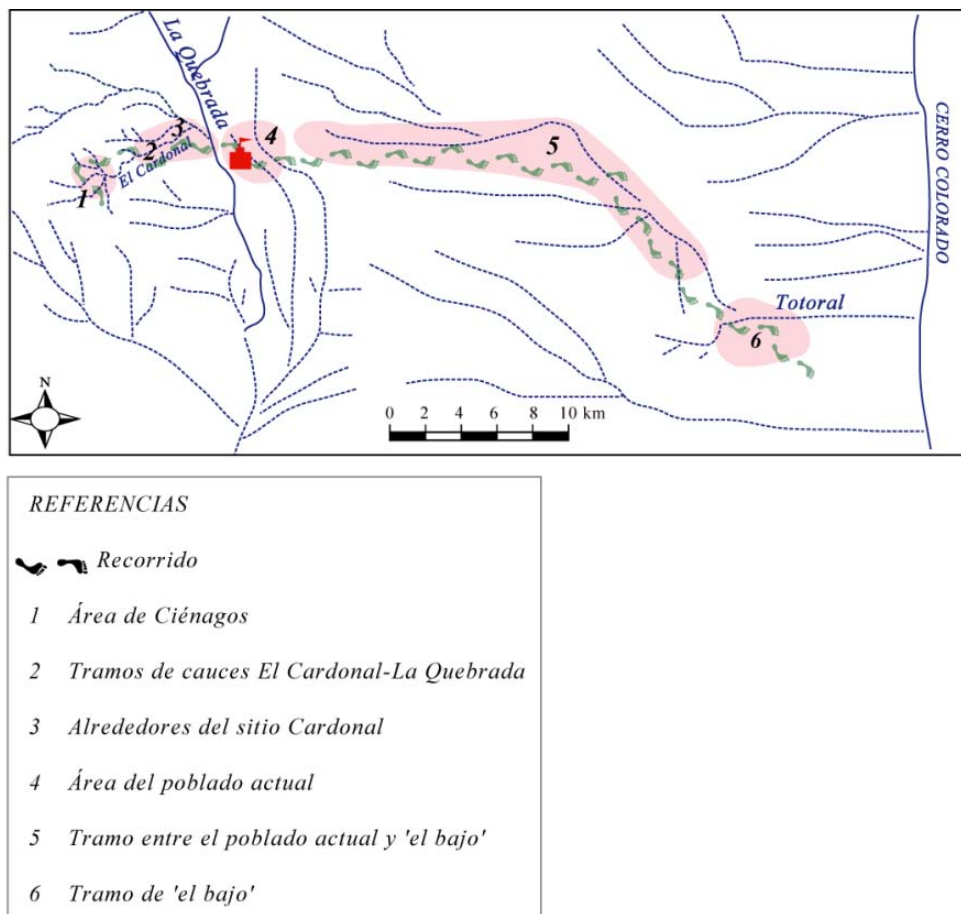 La Quebrada
3
4
2
El Cardonal
1
5
CERRO COLORADO
Totoral
6
N
0 2 4 6 8 10 km
REFERENCIAS
Recorrido
1 Área de Ciénagos
2 Tramos de cauces El Cardonal-La Quebrada
3 Alrededores del sitio Cardonal
4 Área del poblado actual
5 Tramo entre el poblado actual y 'el bajo'
6 Tramo de 'el bajo'